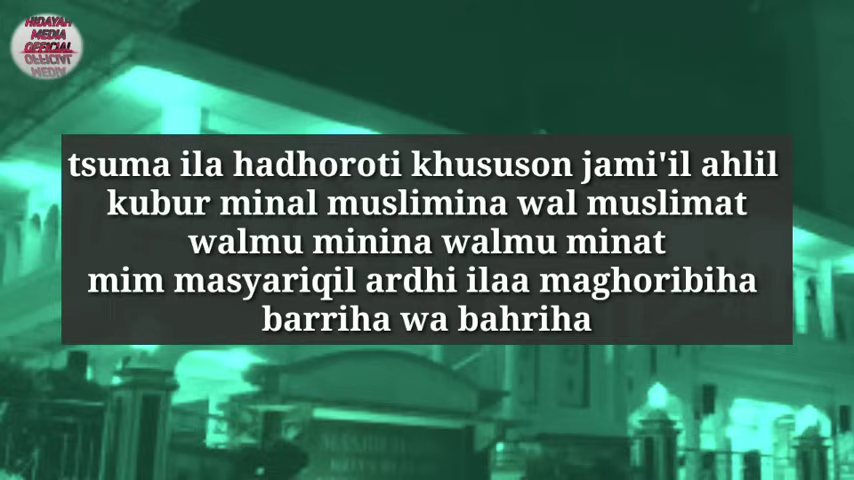 HIDAYAH
MEDIA
OFFICIAL
tsuma ila hadhoroti khususon jami'il ahlil
kubur minal muslimina wal muslimat
walmu minina walmu minat
mim masyariqil ardhi ilaa maghoribiha
barriha wa bahriha